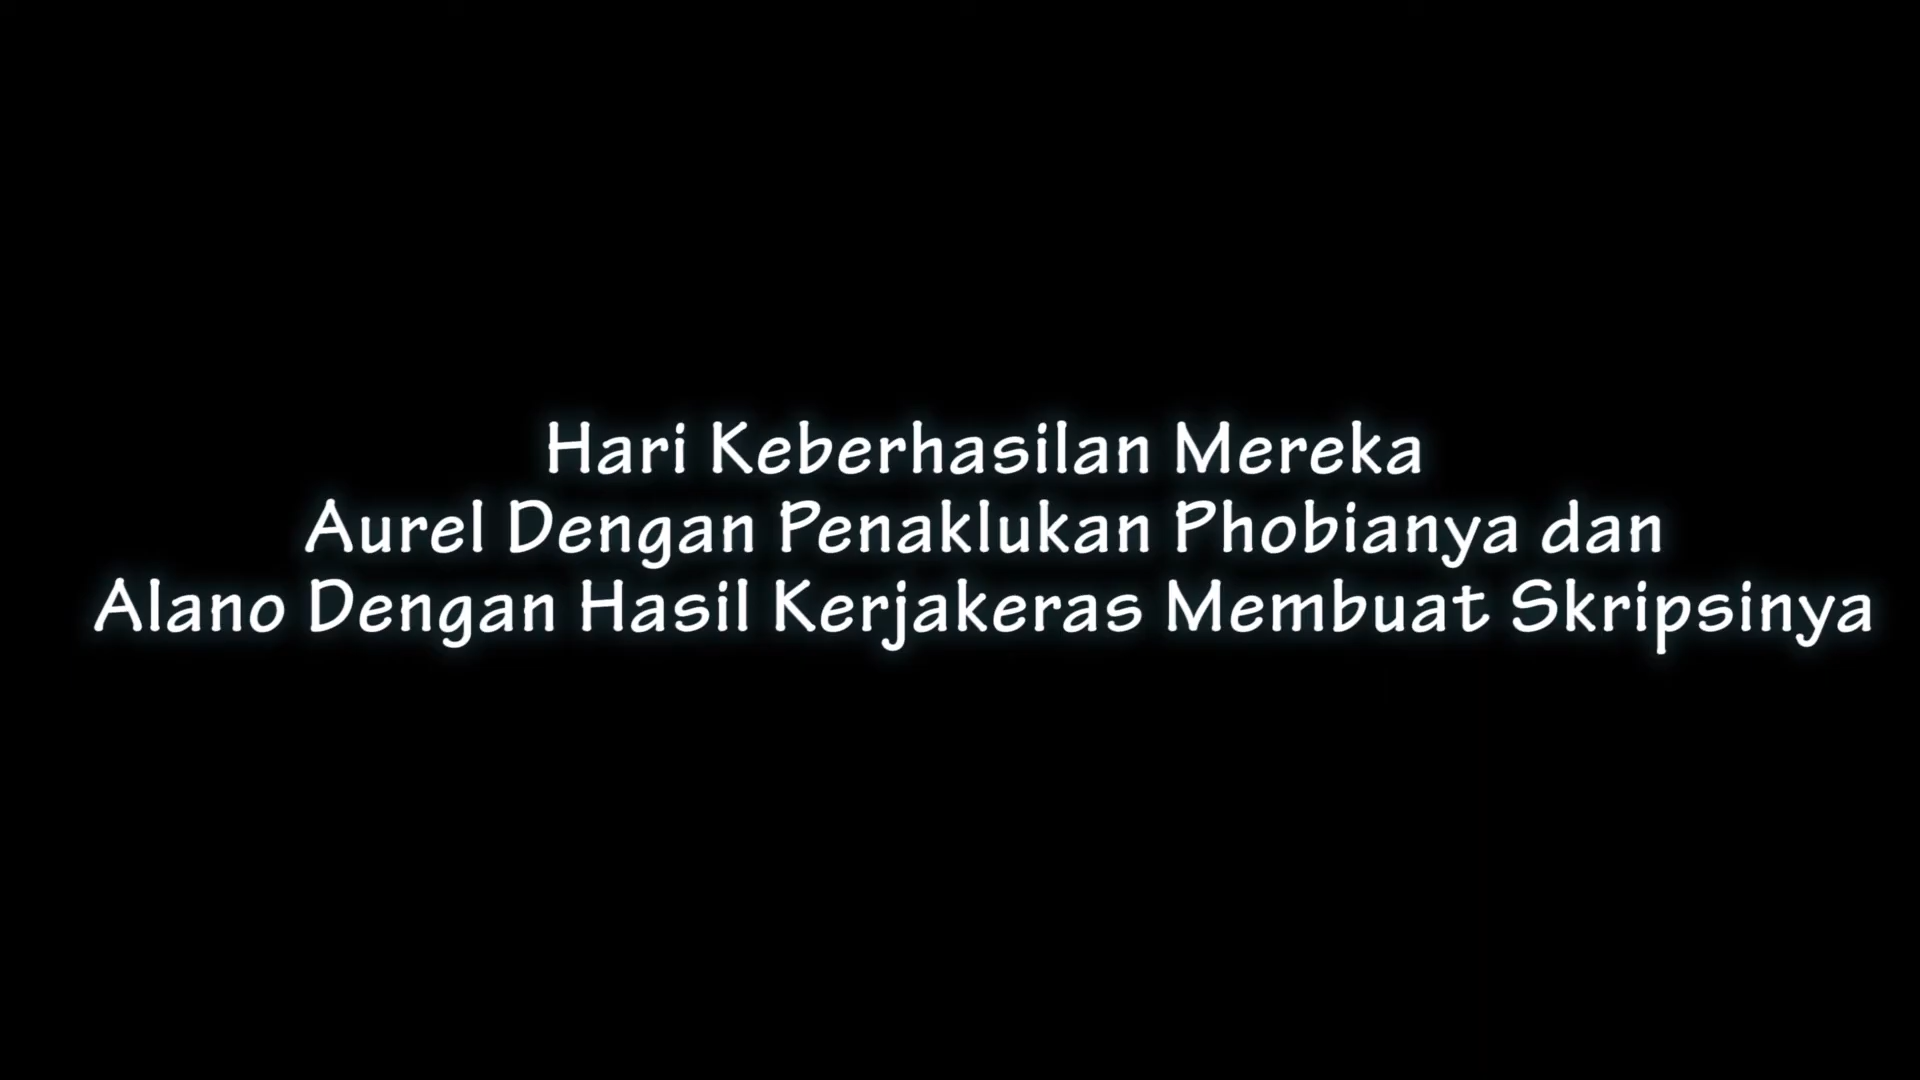 Hari Keberhasilan Mereka
Aurel Dengan Penaklukan Phobianya dan
Alano Dengan Hasil Kerjakeras Membuat Skripsinya